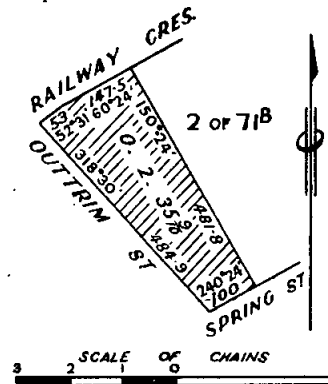 RAILWAY CRES.
53 147.5
52°31' 60°24'
150°24'
2 OF 71B
OUTTRIM ST
318°30'
0. 2. 35 9/10
481.8
484.9
240°24'
100
SPRING ST
SCALE OF CHAINS
3 2 1 0